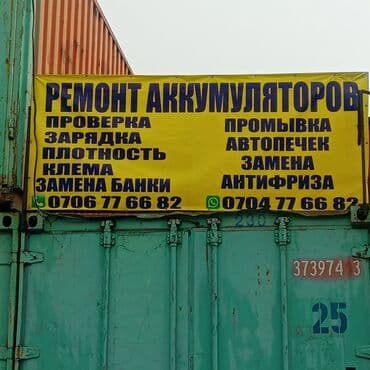 РЕМОНТ АККУМУЛЯТОРОВ
ПРОВЕРКА
ЗАРЯДКА
ПЛОТНОСТЬ
КЛЕМА
ЗАМЕНА БАНКИ
0706 77 66 82
ПРОМЫВКА
АВТОПЕЧЕК
ЗАМЕНА
АНТИФРИЗА
0704 77 66 82
373974 3
25